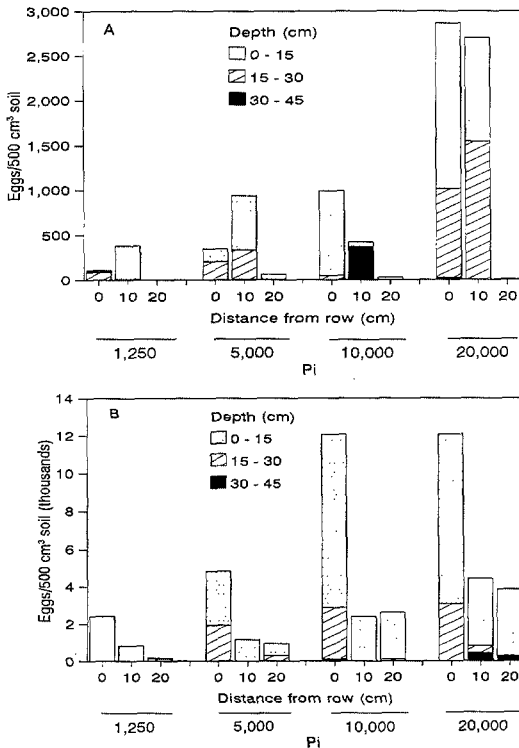 A
Depth (cm)
0 - 15
15 - 30
30 - 45
3,000
2,500
2,000
1,500
1,000
500
0
Eggs/500 cm³ soil
0 10 20 0 10 20 0 10 20 0 10 20
Distance from row (cm)
1,250 5,000 10,000 20,000
Pi
B
Depth (cm)
0 - 15
15 - 30
30 - 45
14
12
10
8
6
4
2
0
Eggs/500 cm³ soil (thousands)
0 10 20 0 10 20 0 10 20 0 10 20
Distance from row (cm)
1,250 5,000 10,000 20,000
Pi